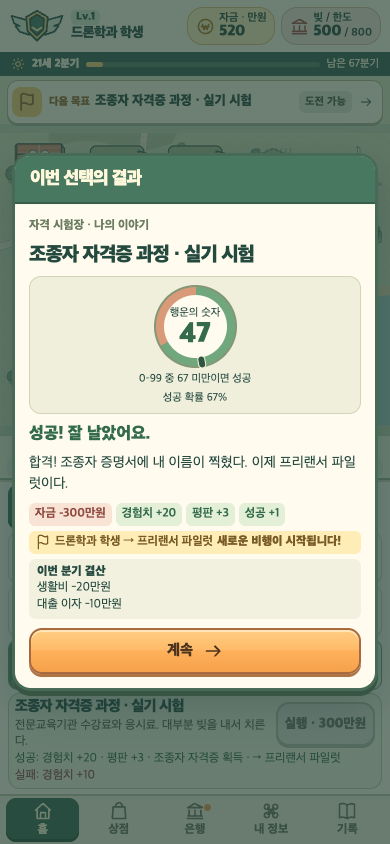 Lv.1
드론학과 학생
자금 · 만원
520
빚 / 한도
500 / 800
21세 2분기
남은 67분기
다음 목표 조종자 자격증 과정 · 실기 시험
도전 가능 →
이번 선택의 결과
자격 시험장 · 나의 이야기
조종자 자격증 과정 · 실기 시험
행운의 숫자
47
0-99 중 67 미만이면 성공
성공 확률 67%
성공! 잘 날았어요.
합격! 조종자 증명서에 내 이름이 찍혔다. 이제 프리랜서 파일
럿이다.
자금 -300만원 경험치 +20 평판 +3 성공 +1
드론학과 학생 → 프리랜서 파일럿 새로운 비행이 시작됩니다!
이번 분기 결산
생활비 -20만원
대출 이자 -10만원
계속 →
조종자 자격증 과정 · 실기 시험
전문교육기관 수강료와 응시료. 대부분 빚을 내서 치른
다.
실행 · 300만원
성공: 경험치 +20 · 평판 +3 · 조종자 자격증 획득 · → 프리랜서 파일럿
실패: 경험치 +10
홈 상점 은행 내 정보 기록